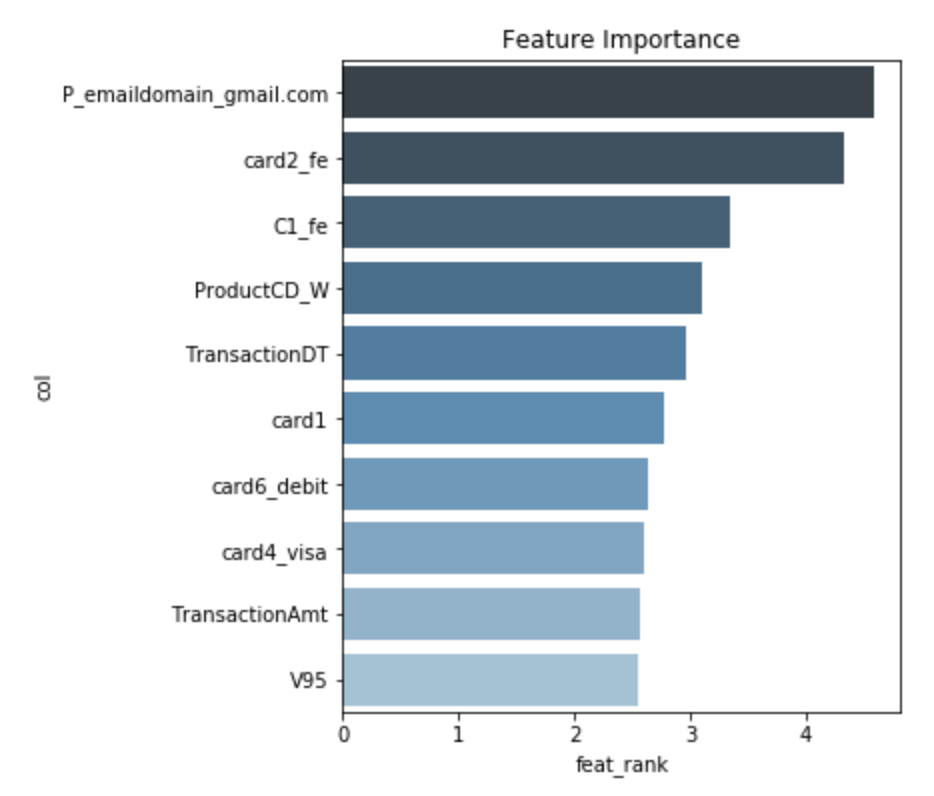 Feature Importance
P_emaildomain_gmail.com
card2_fe
C1_fe
ProductCD_W
TransactionDT
card1
card6_debit
card4_visa
TransactionAmt
V95
col
0 1 2 3 4
feat_rank